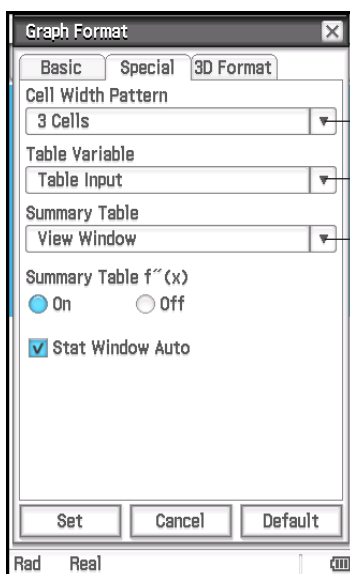 Graph Format
Basic Special 3D Format
Cell Width Pattern
3 Cells
Table Variable
Table Input
Summary Table
View Window
Summary Table f˝(x)
On Off
Stat Window Auto
Set Cancel Default
Rad Real